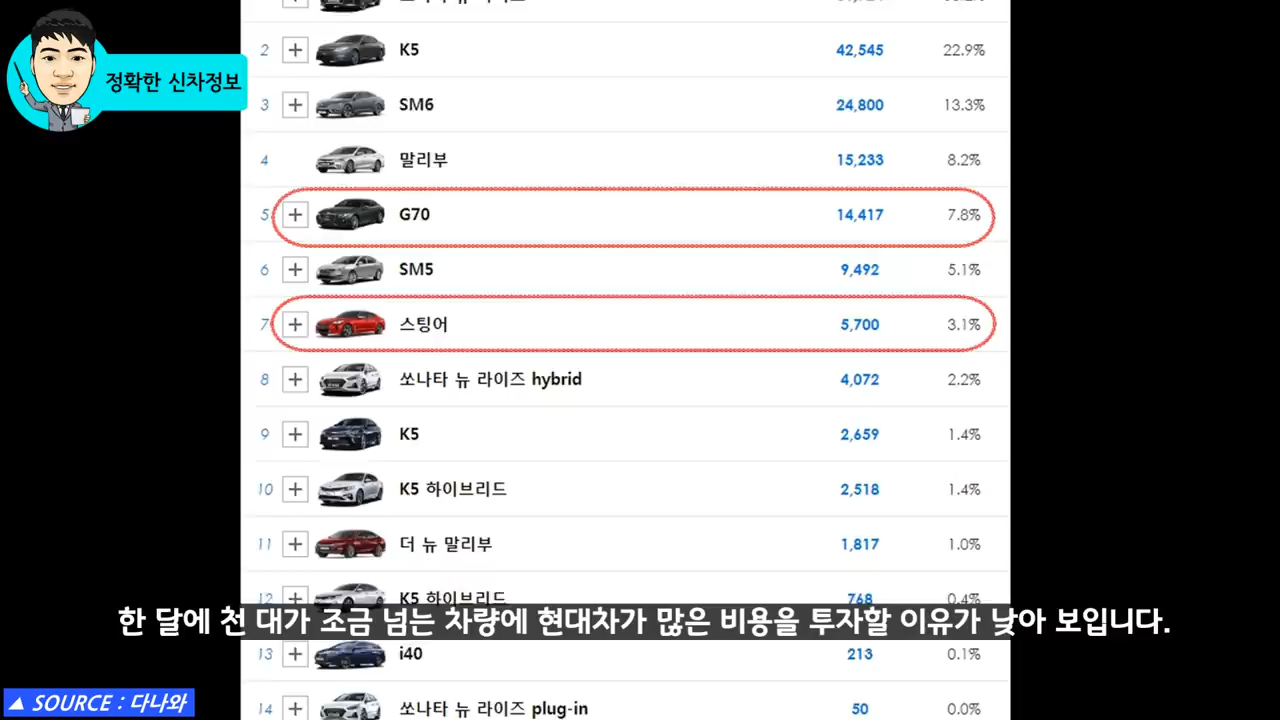 정확한 신차정보
2 K5 42,545 22.9%
3 SM6 24,800 13.3%
4 말리부 15,233 8.2%
5 G70 14,417 7.8%
6 SM5 9,492 5.1%
7 스팅어 5,700 3.1%
8 쏘나타 뉴 라이즈 hybrid 4,072 2.2%
9 K5 2,659 1.4%
10 K5 하이브리드 2,518 1.4%
11 더 뉴 말리부 1,817 1.0%
12 K5 하이브리드 768 0.4%
한 달에 천 대가 조금 넘는 차량에 현대차가 많은 비용을 투자할 이유가 낮아 보입니다.
13 i40 213 0.1%
14 쏘나타 뉴 라이즈 plug-in 50 0.0%
▲ SOURCE : 다나와